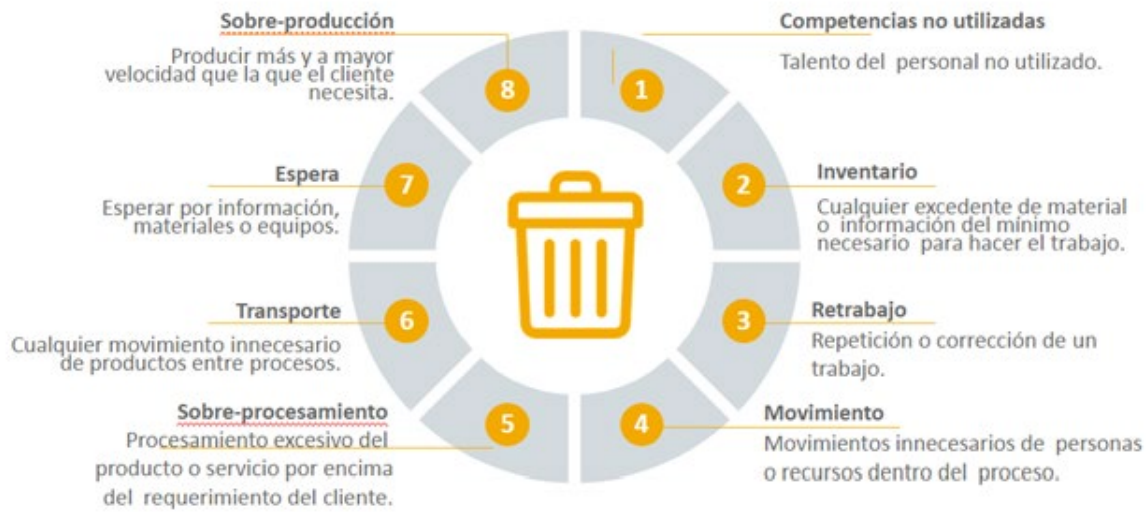 Sobre-producción
Producir más y a mayor
velocidad que la que el cliente
necesita.
8
Competencias no utilizadas
Talento del personal no utilizado.
1
Espera
Esperar por información,
materiales o equipos.
7
Inventario
Cualquier excedente de material
o información del mínimo
necesario para hacer el trabajo.
2
Transporte
Cualquier movimiento innecesario
de productos entre procesos.
6
Retrabajo
Repetición o corrección de un
trabajo.
3
Sobre-procesamiento
Procesamiento excesivo del
producto o servicio por encima
del requerimiento del cliente.
5
Movimiento
Movimientos innecesarios de personas
o recursos dentro del proceso.
4